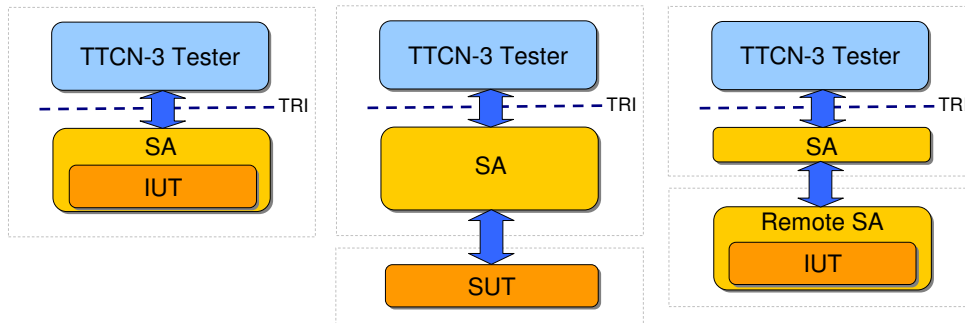 TTCN-3 Tester
TRI
SA
IUT
TTCN-3 Tester
TRI
SA
SUT
TTCN-3 Tester
TRI
SA
Remote SA
IUT